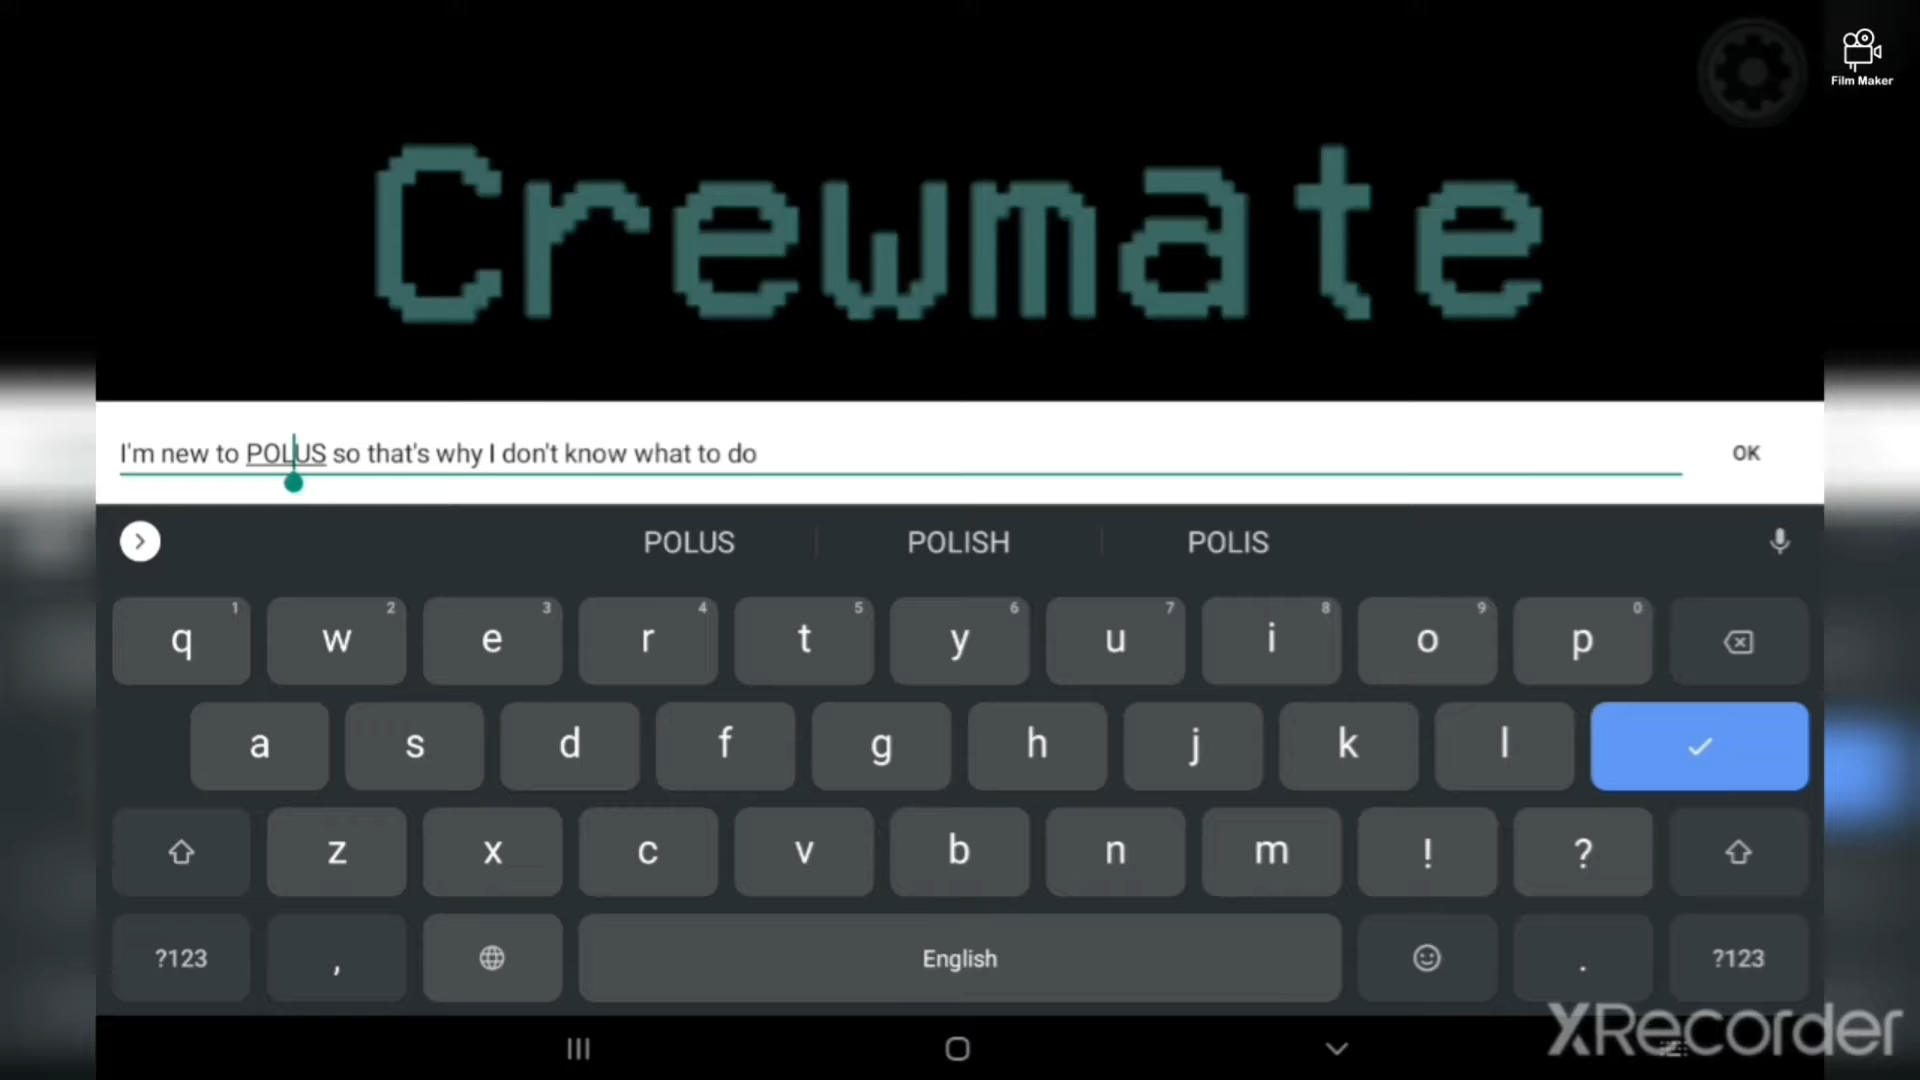 Film Maker
Crewmate
I'm new to POLUS so that's why I don't know what to do OK
POLUS POLISH POLIS
1 2 3 4 5 6 7 8 9 0
q w e r t y u i o p
a s d f g h j k l
z x c v b n m ! ?
?123 , English . ?123
XRecorder